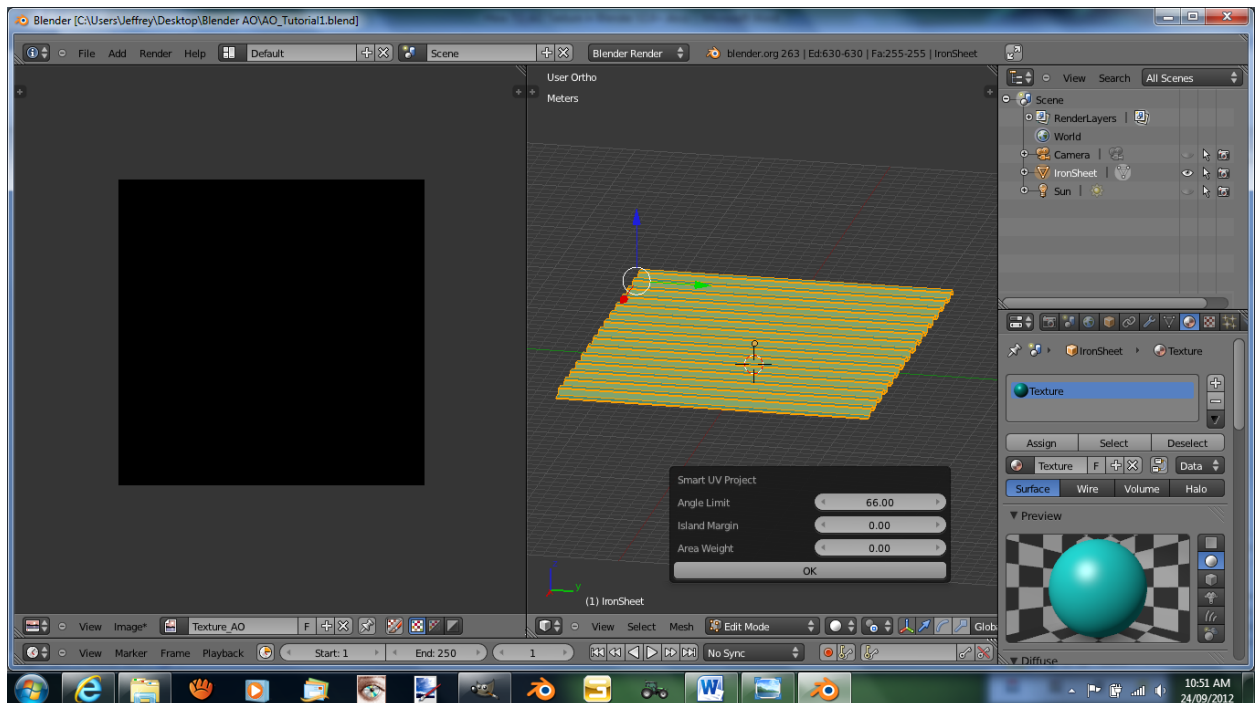 Blender [C:\Users\Jeffrey\Desktop\Blender AO\AO_Tutorial1.blend]
File Add Render Help Default Scene Blender Render blender.org 263 | Ed:630-630 | Fa:255-255 | IronSheet
User Ortho
Meters
View Search All Scenes
Scene
RenderLayers |
World
Camera |
IronSheet |
Sun |
IronSheet Texture
Texture
Assign Select Deselect
Texture F Data
Surface Wire Volume Halo
Preview
Smart UV Project
Angle Limit 66.00
Island Margin 0.00
Area Weight 0.00
OK
y
(1) IronSheet
View Image* Texture_AO F
View Select Mesh Edit Mode Glob
View Marker Frame Playback Start: 1 End: 250 1 No Sync
Diffuse
10:51 AM
24/09/2012